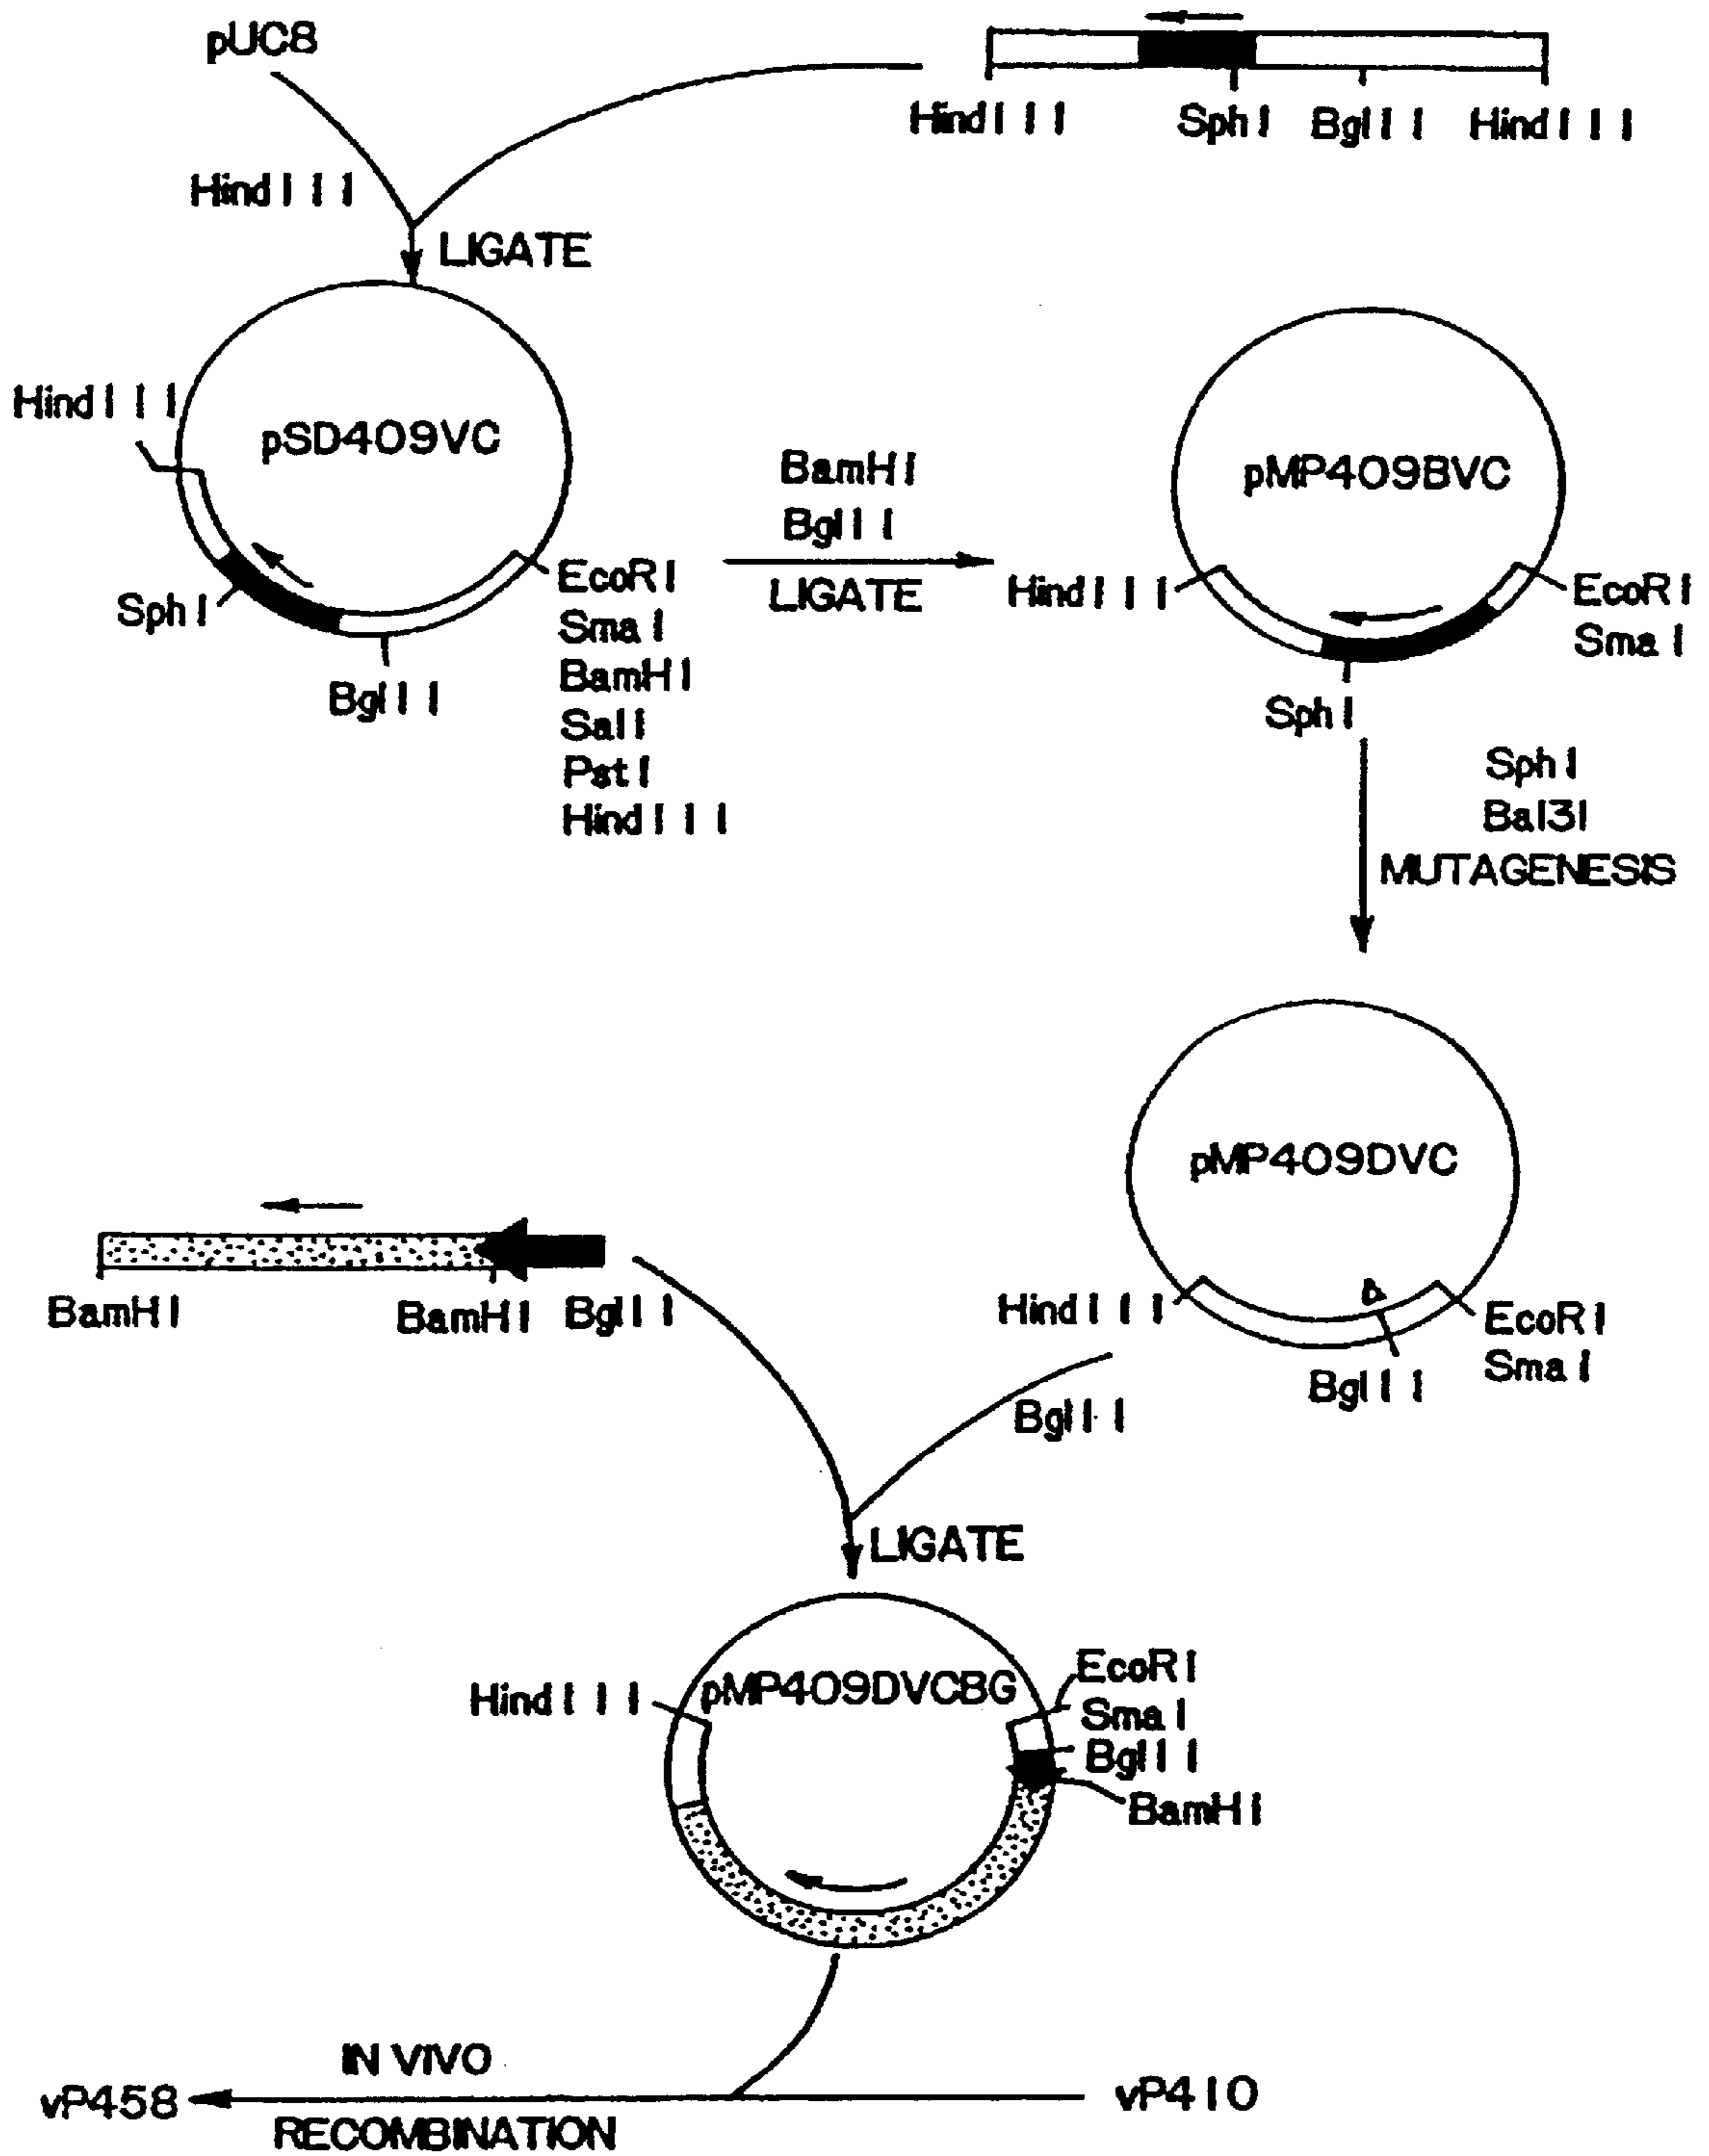 pUC8
HindIII
SphI
BglII
HindIII
HindIII
LIGATE
HindIII
pSD409VC
SphI
BglII
EcoRI
SmaI
BamHI
SalI
PstI
HindIII
BamHI
BglII
LIGATE
pMP409BVC
HindIII
EcoRI
SmaI
SphI
SphI
Bal31
MUTAGENESIS
pMP409DVC
HindIII
EcoRI
SmaI
BglII
BamHI
BamHI
BglII
BglII
LIGATE
pMP409DVCBG
HindIII
EcoRI
SmaI
BglII
BamHI
IN VIVO
RECOMBINATION
vP458
vP410